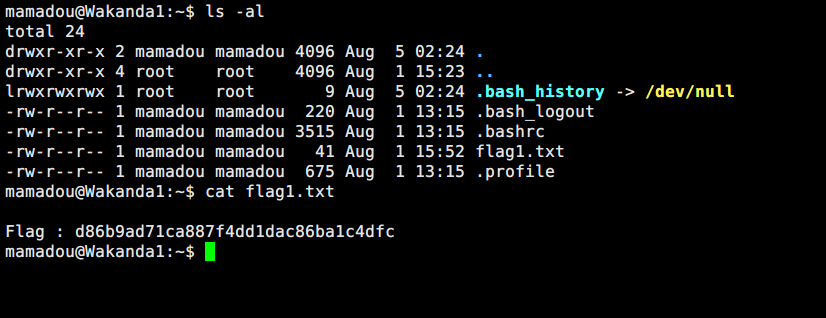 mamadou@Wakanda1:~$ ls -al
total 24
drwxr-xr-x 2 mamadou mamadou 4096 Aug  5 02:24 .
drwxr-xr-x 4 root    root    4096 Aug  1 15:23 ..
lrwxrwxrwx 1 root    root       9 Aug  5 02:24 .bash_history -> /dev/null
-rw-r--r-- 1 mamadou mamadou  220 Aug  1 13:15 .bash_logout
-rw-r--r-- 1 mamadou mamadou 3515 Aug  1 13:15 .bashrc
-rw-r--r-- 1 mamadou mamadou   41 Aug  1 15:52 flag1.txt
-rw-r--r-- 1 mamadou mamadou  675 Aug  1 13:15 .profile
mamadou@Wakanda1:~$ cat flag1.txt
Flag : d86b9ad71ca887f4dd1dac86ba1c4dfc
mamadou@Wakanda1:~$